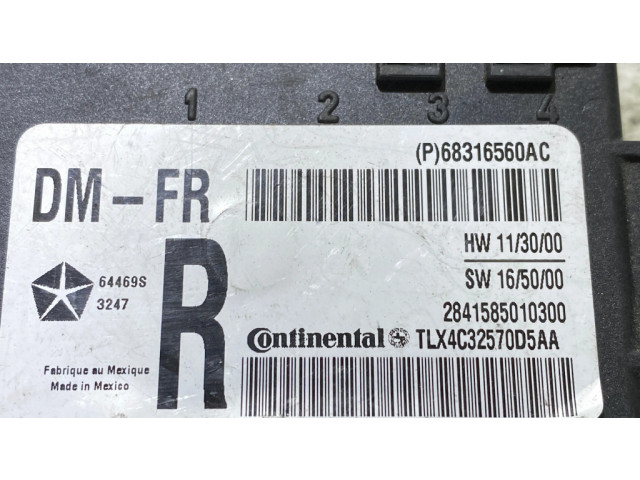 1 2 3 4
(P)68316560AC
DM-FR
HW 11/30/00
SW 16/50/00
64469S
3247
R
2841585010300
Continental TLX4C32570D5AA
Fabrique au Mexique
Made in Mexico